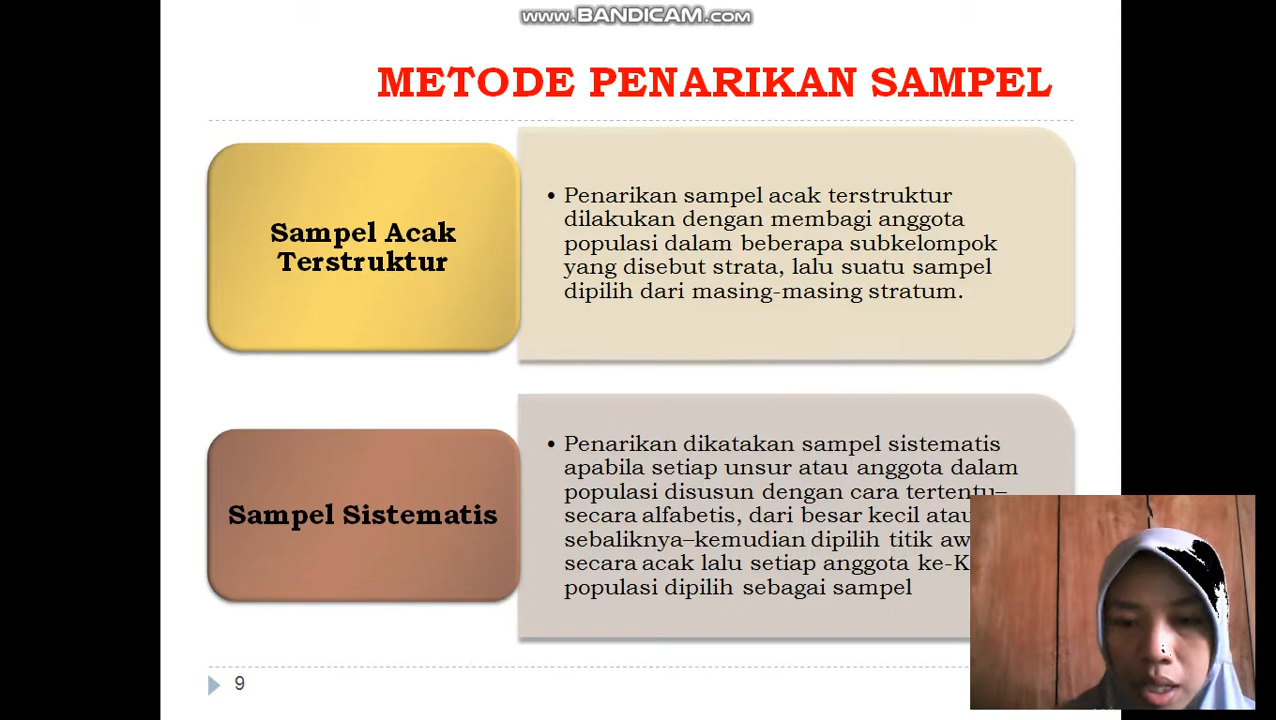 www.BANDICAM.com
METODE PENARIKAN SAMPEL
Sampel Acak
Terstruktur
• Penarikan sampel acak terstruktur
dilakukan dengan membagi anggota
populasi dalam beberapa subkelompok
yang disebut strata, lalu suatu sampel
dipilih dari masing-masing stratum.
Sampel Sistematis
• Penarikan dikatakan sampel sistematis
apabila setiap unsur atau anggota dalam
populasi disusun dengan cara tertentu–
secara alfabetis, dari besar kecil atau
sebaliknya–kemudian dipilih titik
secara acak lalu setiap anggota ke-K
populasi dipilih sebagai sampel
9